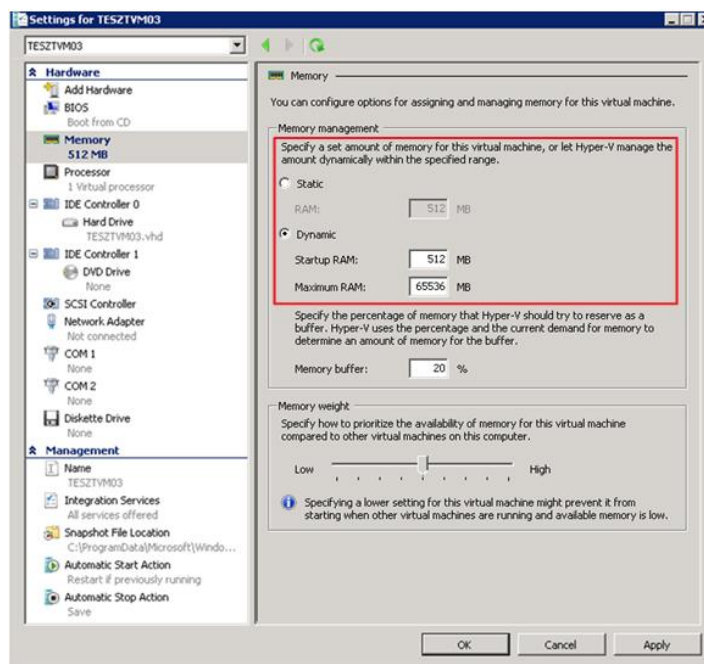 Settings for TESZTVM03
TESZTVM03
Hardware
Add Hardware
BIOS
Boot from CD
Memory
512 MB
Processor
1 Virtual processor
IDE Controller 0
Hard Drive
TESZTVM03.vhd
IDE Controller 1
DVD Drive
None
SCSI Controller
Network Adapter
Not connected
COM 1
None
COM 2
None
Diskette Drive
None
Management
Name
TESZTVM03
Integration Services
All services offered
Snapshot File Location
C:\ProgramData\Microsoft\Windo...
Automatic Start Action
Restart if previously running
Automatic Stop Action
Save
Memory
You can configure options for assigning and managing memory for this virtual machine.
Memory management
Specify a set amount of memory for this virtual machine, or let Hyper-V manage the
amount dynamically within the specified range.
Static
RAM: 512 MB
Dynamic
Startup RAM: 512 MB
Maximum RAM: 65536 MB
Specify the percentage of memory that Hyper-V should try to reserve as a
buffer. Hyper-V uses the percentage and the current demand for memory to
determine an amount of memory for the buffer.
Memory buffer: 20 %
Memory weight
Specify how to prioritize the availability of memory for this virtual machine
compared to other virtual machines on this computer.
Low High
Specifying a lower setting for this virtual machine might prevent it from
starting when other virtual machines are running and available memory is low.
OK Cancel Apply